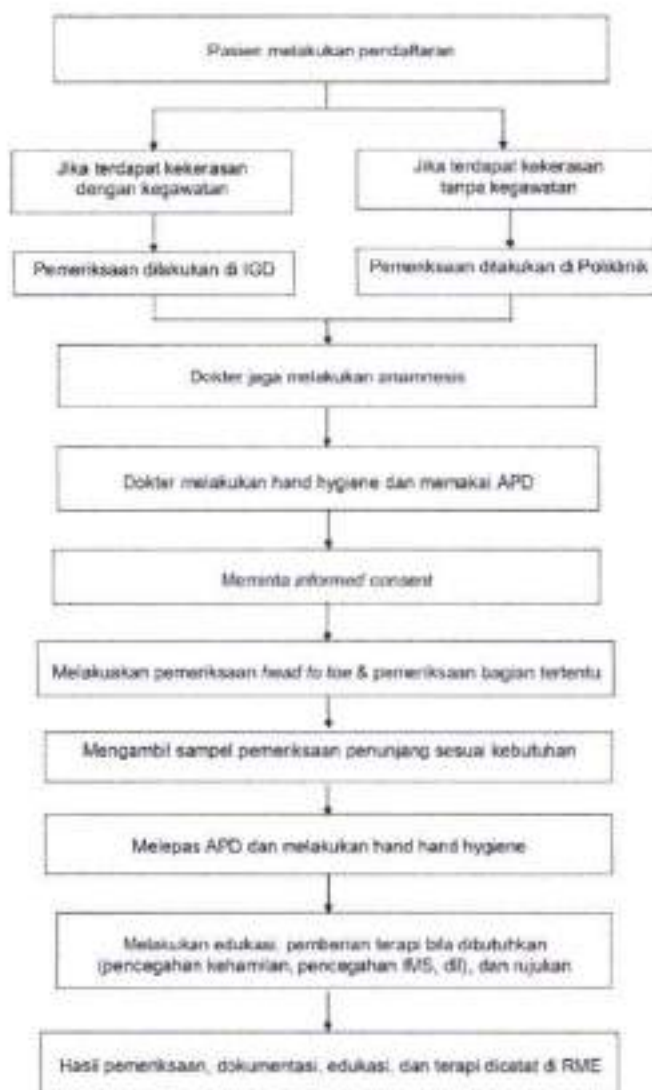 Pasien melakukan pendaftaran
Jika terdapat kekerasan
dengan kegawatan
Jika terdapat kekerasan
tanpa kegawatan
Pemeriksaan dilakukan di IGD
Pemeriksaan dilakukan di Poliklinik
Dokter jaga melakukan anamnesis
Dokter melakukan hand hygiene dan memakai APD
Meminta informed consent
Melakuakan pemeriksaan head to toe & pemeriksaan bagian tertentu
Mengambil sampel pemeriksaan penunjang sesuai kebutuhan
Melepas APD dan melakukan hand hand hygiene
Melakukan edukasi, pemberian terapi bila dibutuhkan
(pencegahan kehamilan, pencegahan IMS, dll), dan rujukan
Hasil pemeriksaan, dokumentasi, edukasi, dan terapi dicatat di RME